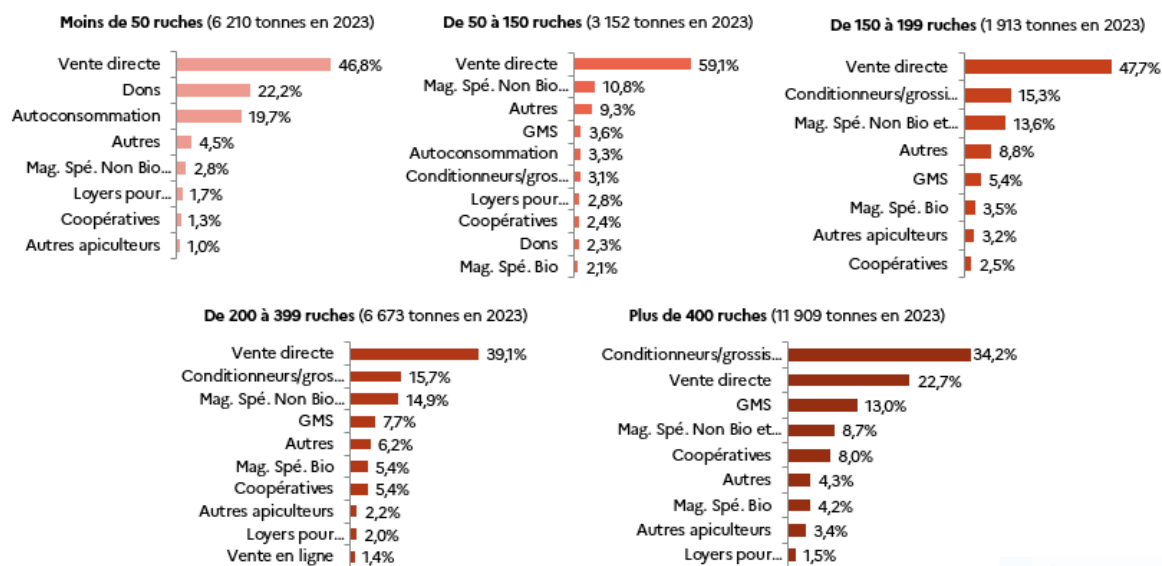 Moins de 50 ruches (6 210 tonnes en 2023)
Vente directe 46,8%
Dons 22,2%
Autoconsommation 19,7%
Autres 4,5%
Mag. Spé. Non Bio... 2,8%
Loyers pour... 1,7%
Coopératives 1,3%
Autres apiculteurs 1,0%
De 50 à 150 ruches (3 152 tonnes en 2023)
Vente directe 59,1%
Mag. Spé. Non Bio... 10,8%
Autres 9,3%
GMS 3,6%
Autoconsommation 3,3%
Conditionneurs/gros... 3,1%
Loyers pour... 2,8%
Coopératives 2,4%
Dons 2,3%
Mag. Spé. Bio 2,1%
De 150 à 199 ruches (1 913 tonnes en 2023)
Vente directe 47,7%
Conditionneurs/grossi... 15,3%
Mag. Spé. Non Bio et... 13,6%
Autres 8,8%
GMS 5,4%
Mag. Spé. Bio 3,5%
Autres apiculteurs 3,2%
Coopératives 2,5%
De 200 à 399 ruches (6 673 tonnes en 2023)
Vente directe 39,1%
Conditionneurs/gros... 15,7%
Mag. Spé. Non Bio... 14,9%
GMS 7,7%
Autres 6,2%
Mag. Spé. Bio 5,4%
Coopératives 5,4%
Autres apiculteurs 2,2%
Loyers pour... 2,0%
Vente en ligne 1,4%
Plus de 400 ruches (11 909 tonnes en 2023)
Conditionneurs/grossis... 34,2%
Vente directe 22,7%
GMS 13,0%
Mag. Spé. Non Bio et... 8,7%
Coopératives 8,0%
Autres 4,3%
Mag. Spé. Bio 4,2%
Autres apiculteurs 3,4%
Loyers pour... 1,5%